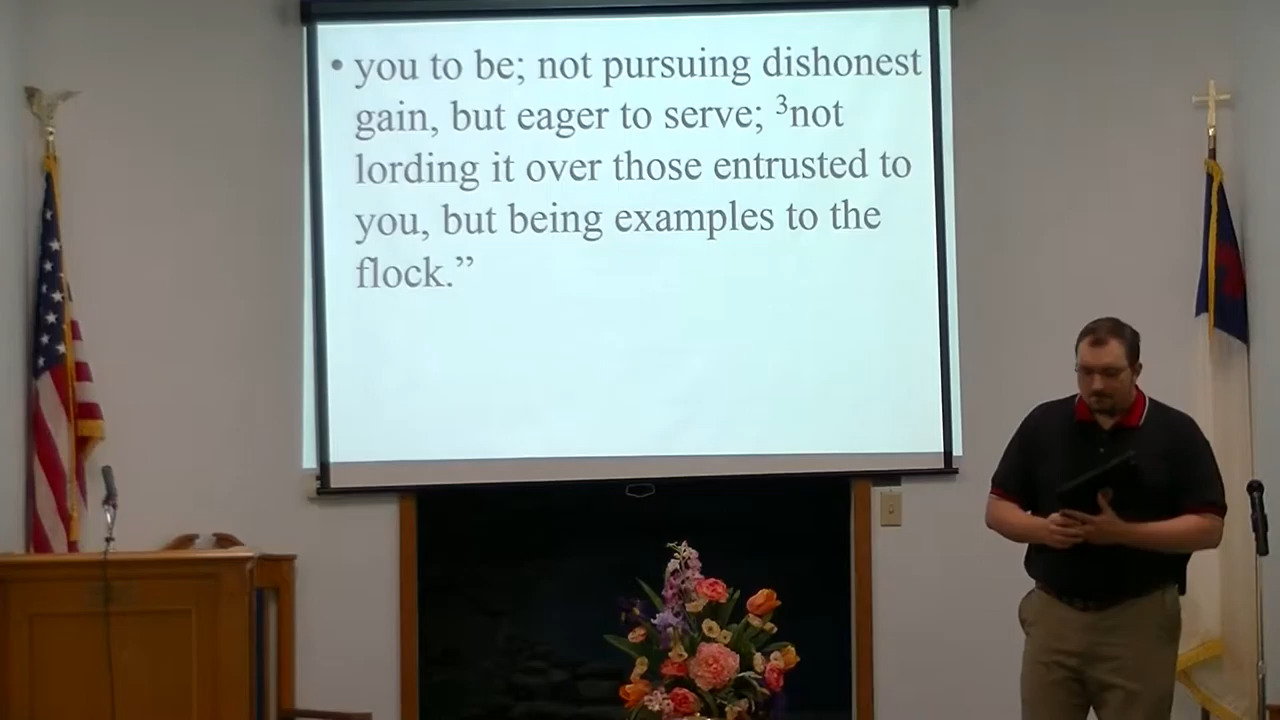 • you to be; not pursuing dishonest
gain, but eager to serve; ³not
lording it over those entrusted to
you, but being examples to the
flock.”